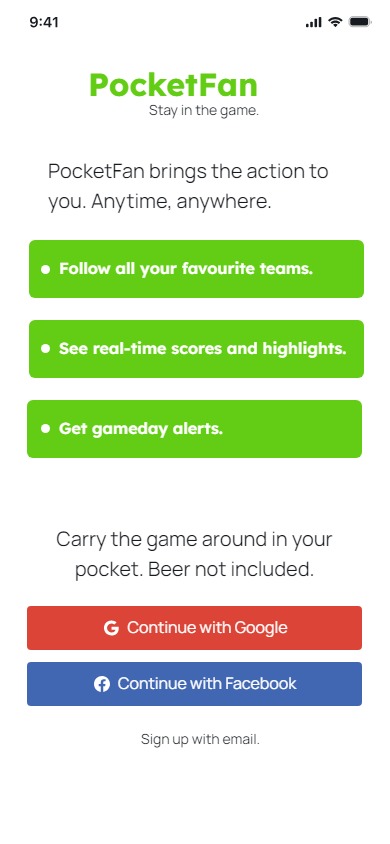 9:41
PocketFan
Stay in the game.
PocketFan brings the action to
you. Anytime, anywhere.
Follow all your favourite teams.
See real-time scores and highlights.
Get gameday alerts.
Carry the game around in your
pocket. Beer not included.
Continue with Google
Continue with Facebook
Sign up with email.